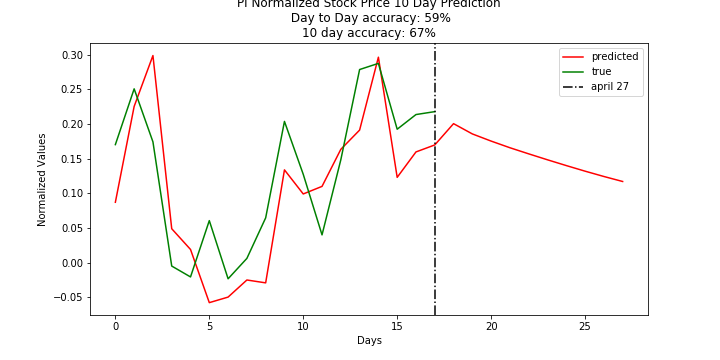 PI Normalized Stock Price 10 Day Prediction
Day to Day accuracy: 59%
10 day accuracy: 67%
predicted
true
april 27
0.30
0.25
0.20
0.15
0.10
0.05
0.00
−0.05
Normalized Values
0 5 10 15 20 25
Days